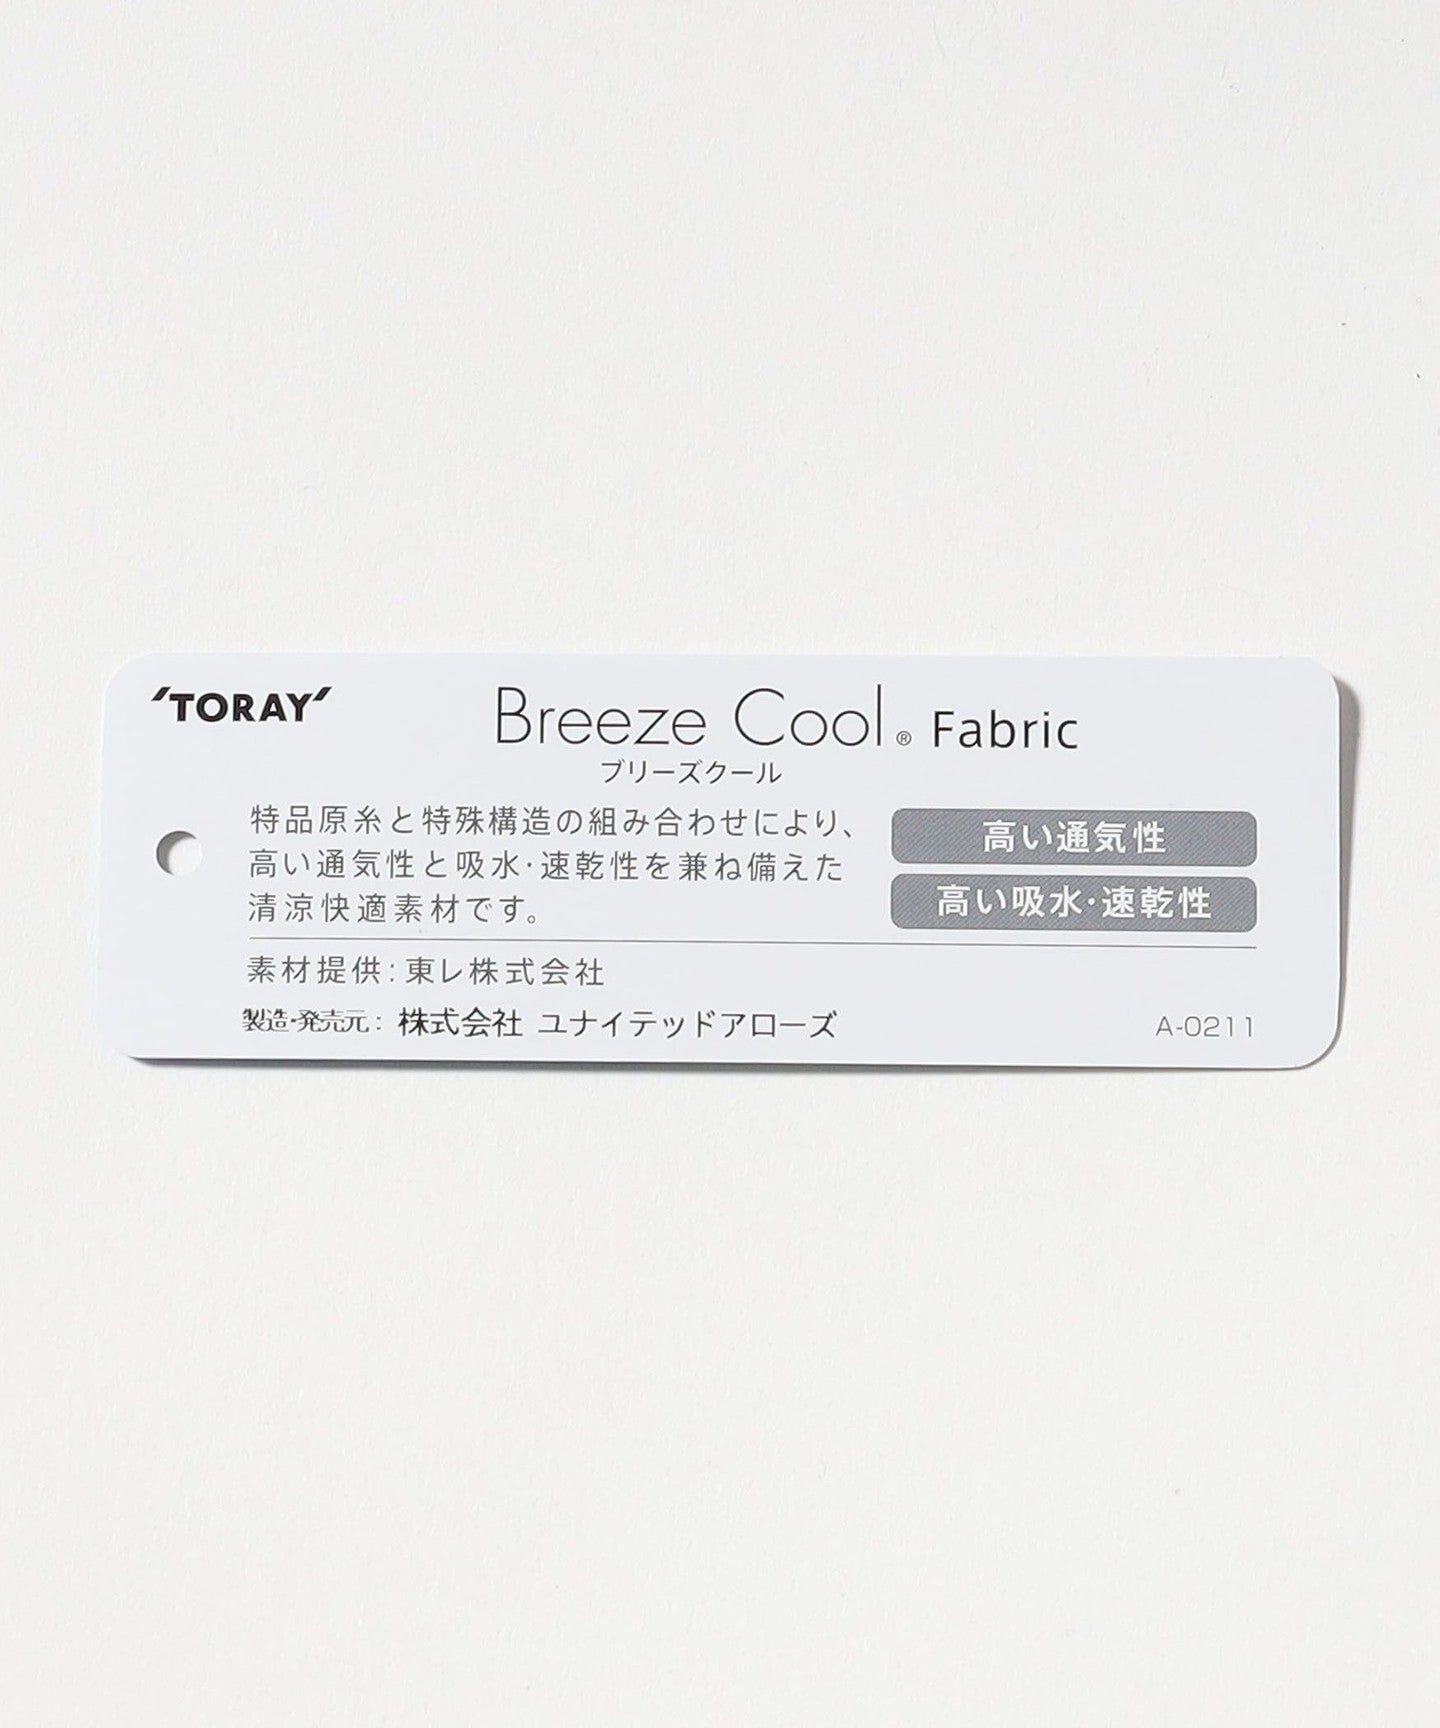 TORAY
Breeze Cool® Fabric
ブリーズクール
特品原糸と特殊構造の組み合わせにより、
高い通気性と吸水・速乾性を兼ね備えた
清涼快適素材です。
高い通気性
高い吸水・速乾性
素材提供：東レ株式会社
製造・発売元： 株式会社 ユナイテッドアローズ
A-0211